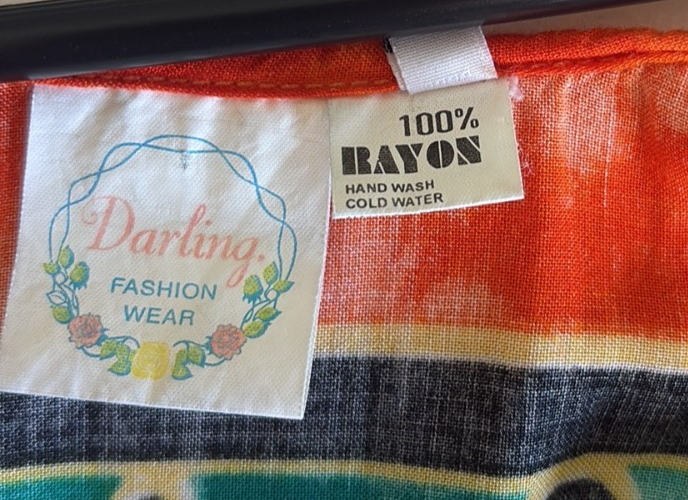 Darling.
FASHION
WEAR
100%
RAYON
HAND WASH
COLD WATER